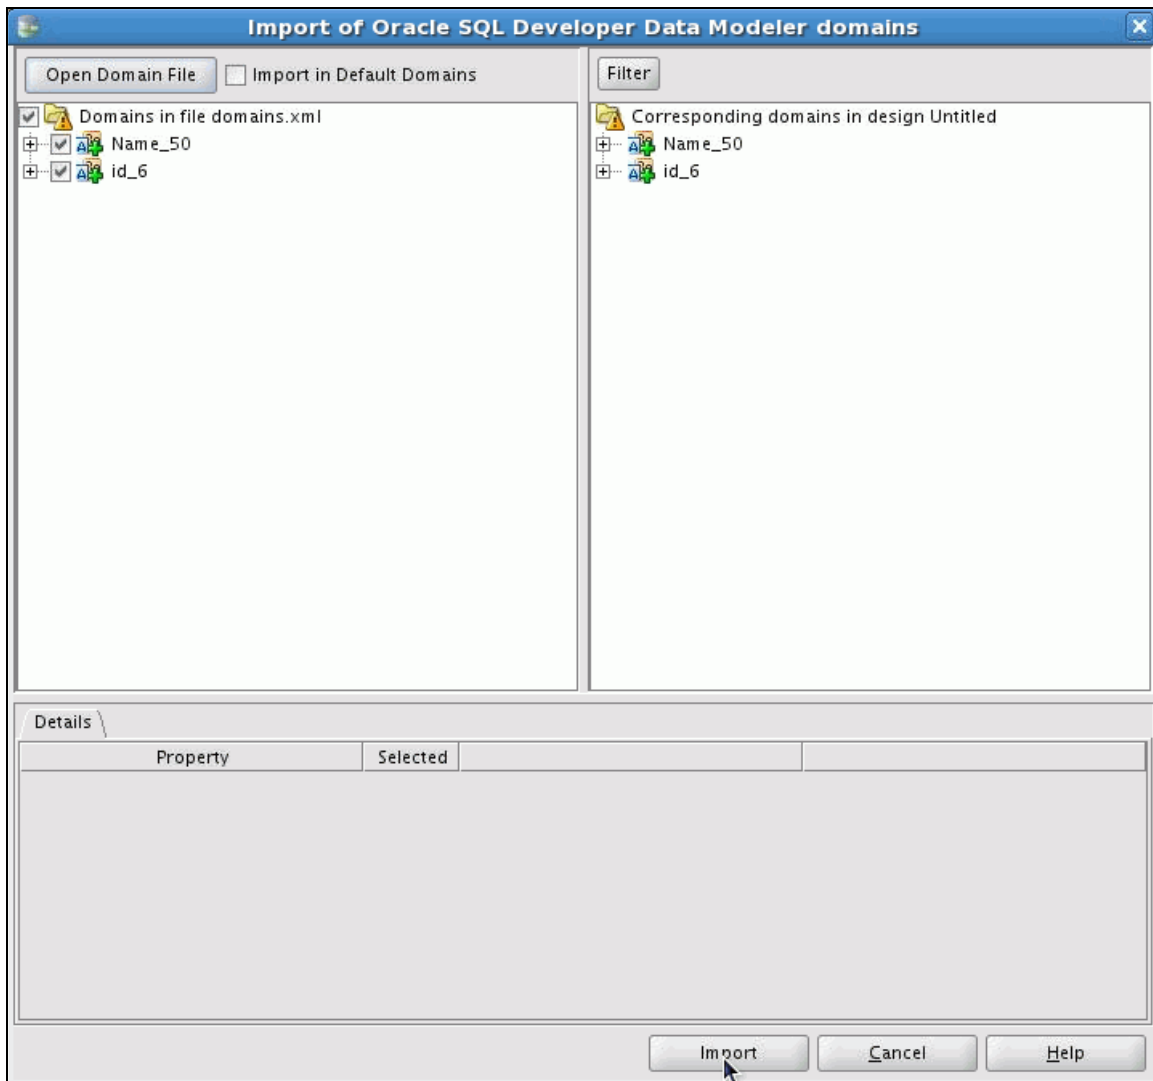 Import of Oracle SQL Developer Data Modeler domains
Open Domain File
Import in Default Domains
Filter
Domains in file domains.xml
Name_50
id_6
Corresponding domains in design Untitled
Name_50
id_6
Details
Property
Selected
Import
Cancel
Help